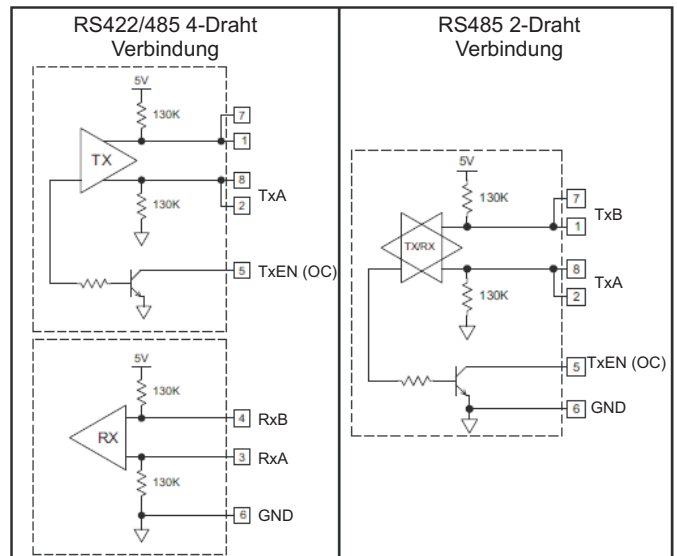 RS422/485 4-Draht
Verbindung
5V
130K
7
1
TX
8
TxA
130K
2
5 TxEN (OC)
5V
130K
4 RxB
RX
3 RxA
130K
6 GND
RS485 2-Draht
Verbindung
5V
130K
7
TxB
1
TX/RX
8
TxA
130K
2
5 TxEN (OC)
6 GND